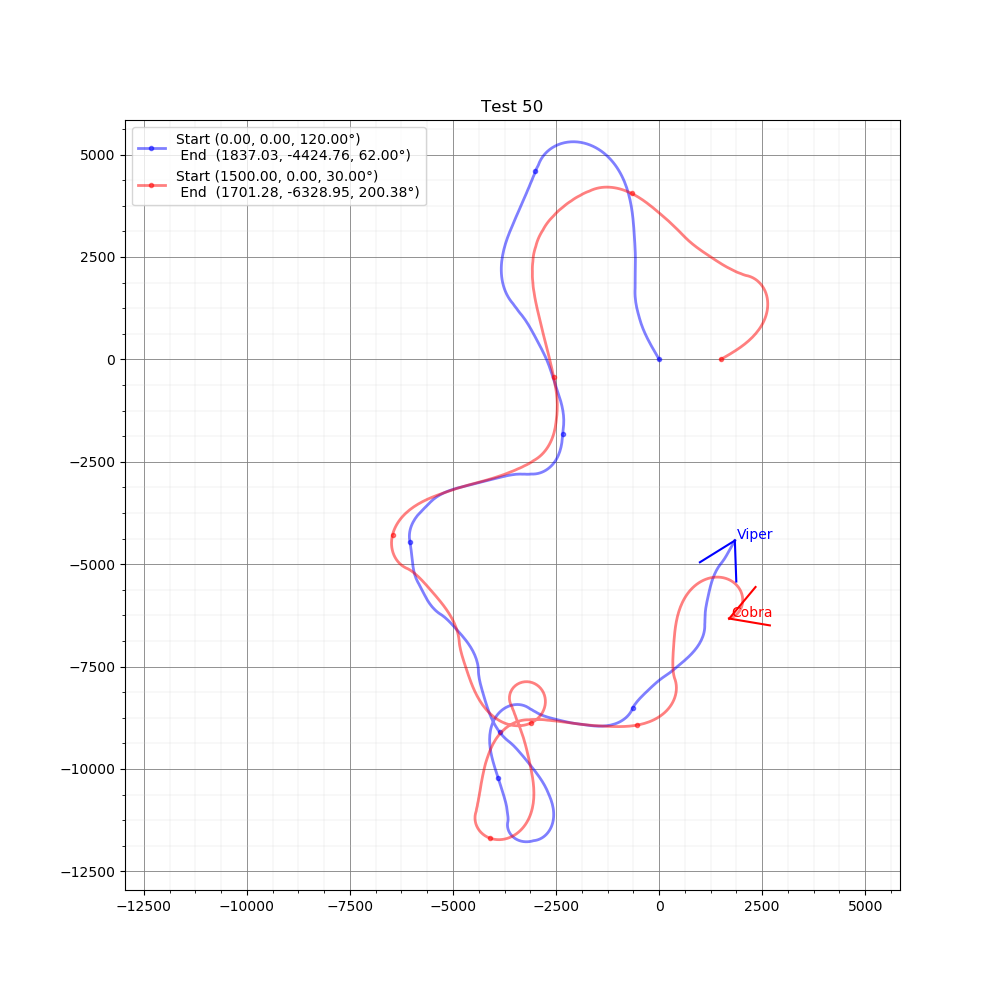 Test 50
Start (0.00, 0.00, 120.00°)
End  (1837.03, -4424.76, 62.00°)
Start (1500.00, 0.00, 30.00°)
End  (1701.28, -6328.95, 200.38°)
5000
2500
0
−2500
−5000
−7500
−10000
−12500
Viper
Cobra
−12500
−10000
−7500
−5000
−2500
0
2500
5000